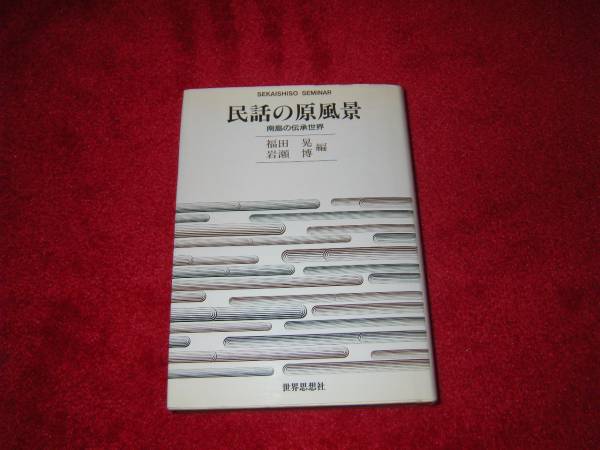 SEKAISHISO SEMINAR
民話の原風景
南島の伝承世界
福田 晃
岩瀬 博 編
世界思想社